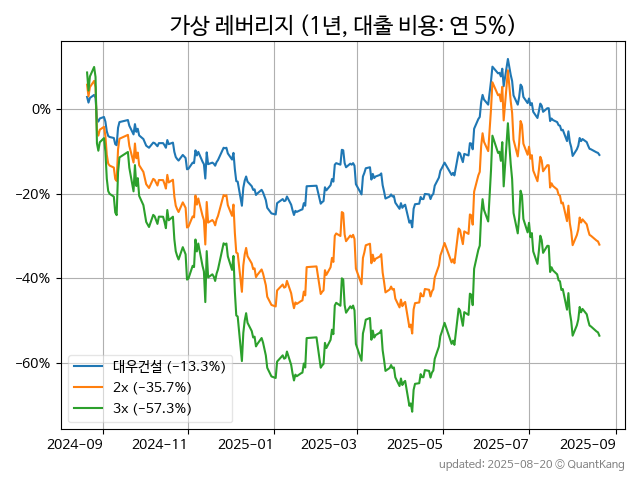 가상 레버리지 (1년, 대출 비용: 연 5%)
0%
−20%
−40%
−60%
대우건설 (−13.3%)
2x (−35.7%)
3x (−57.3%)
2024-09 2024-11 2025-01 2025-03 2025-05 2025-07 2025-09
updated: 2025-08-20 © QuantKang